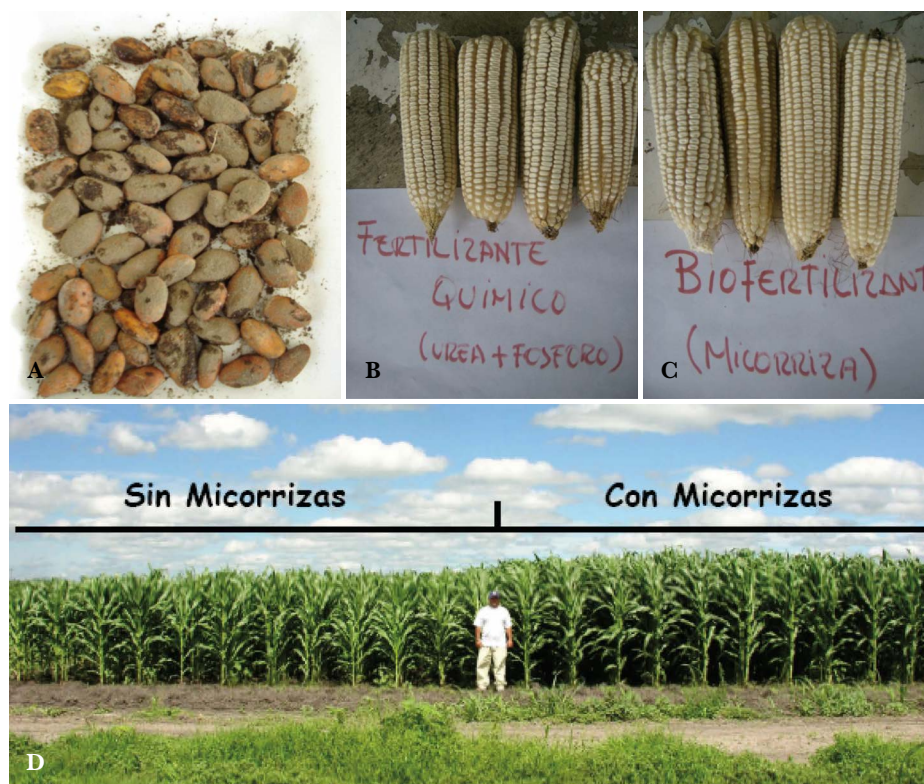 A
FERTILIZANTE
QUIMICO
(UREA + FOSFORO)
B
BIOFERTILIZANT
(MICORRIZA)
C
Sin Micorrizas
Con Micorrizas
D